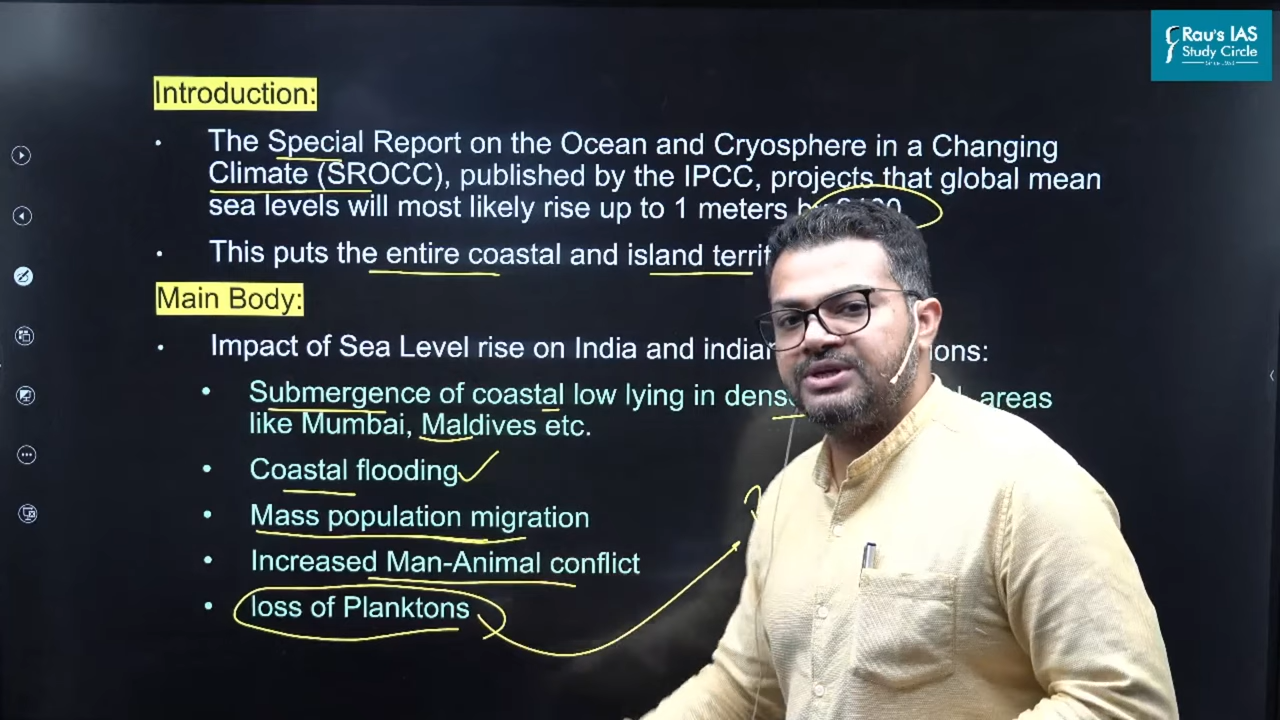 Rau's IAS
Study Circle
Introduction:
The Special Report on the Ocean and Cryosphere in a Changing
Climate (SROCC), published by the IPCC, projects that global mean
sea levels will most likely rise up to 1 meters by
This puts the entire coastal and island
Main Body:
Impact of Sea Level rise on India and
Submergence of coastal low lying in areas
like Mumbai, Maldives etc.
Coastal flooding
Mass population migration
Increased Man-Animal conflict
loss of Planktons